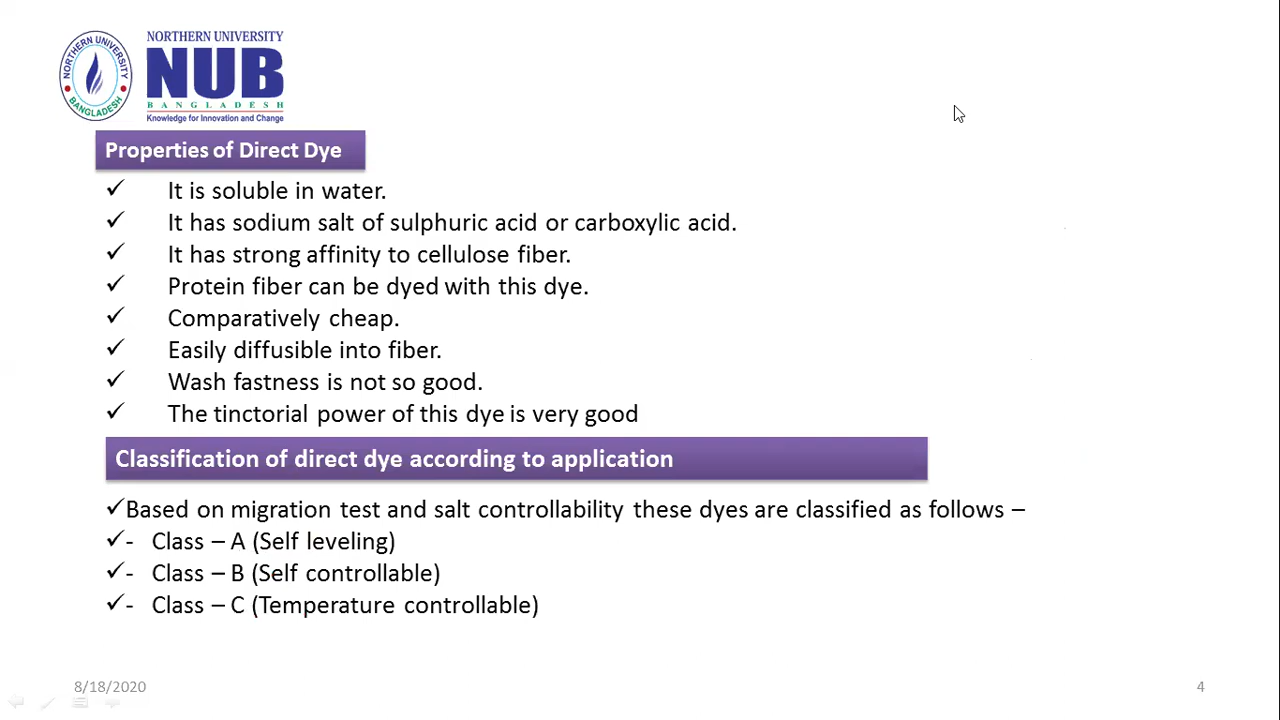 NORTHERN UNIVERSITY
BANGLADESH
NORTHERN UNIVERSITY
NUB
BANGLADESH
Knowledge for Innovation and Change
Properties of Direct Dye
✓ It is soluble in water.
✓ It has sodium salt of sulphuric acid or carboxylic acid.
✓ It has strong affinity to cellulose fiber.
✓ Protein fiber can be dyed with this dye.
✓ Comparatively cheap.
✓ Easily diffusible into fiber.
✓ Wash fastness is not so good.
✓ The tinctorial power of this dye is very good
Classification of direct dye according to application
✓Based on migration test and salt controllability these dyes are classified as follows –
✓- Class – A (Self leveling)
✓- Class – B (Self controllable)
✓- Class – C (Temperature controllable)
8/18/2020
4